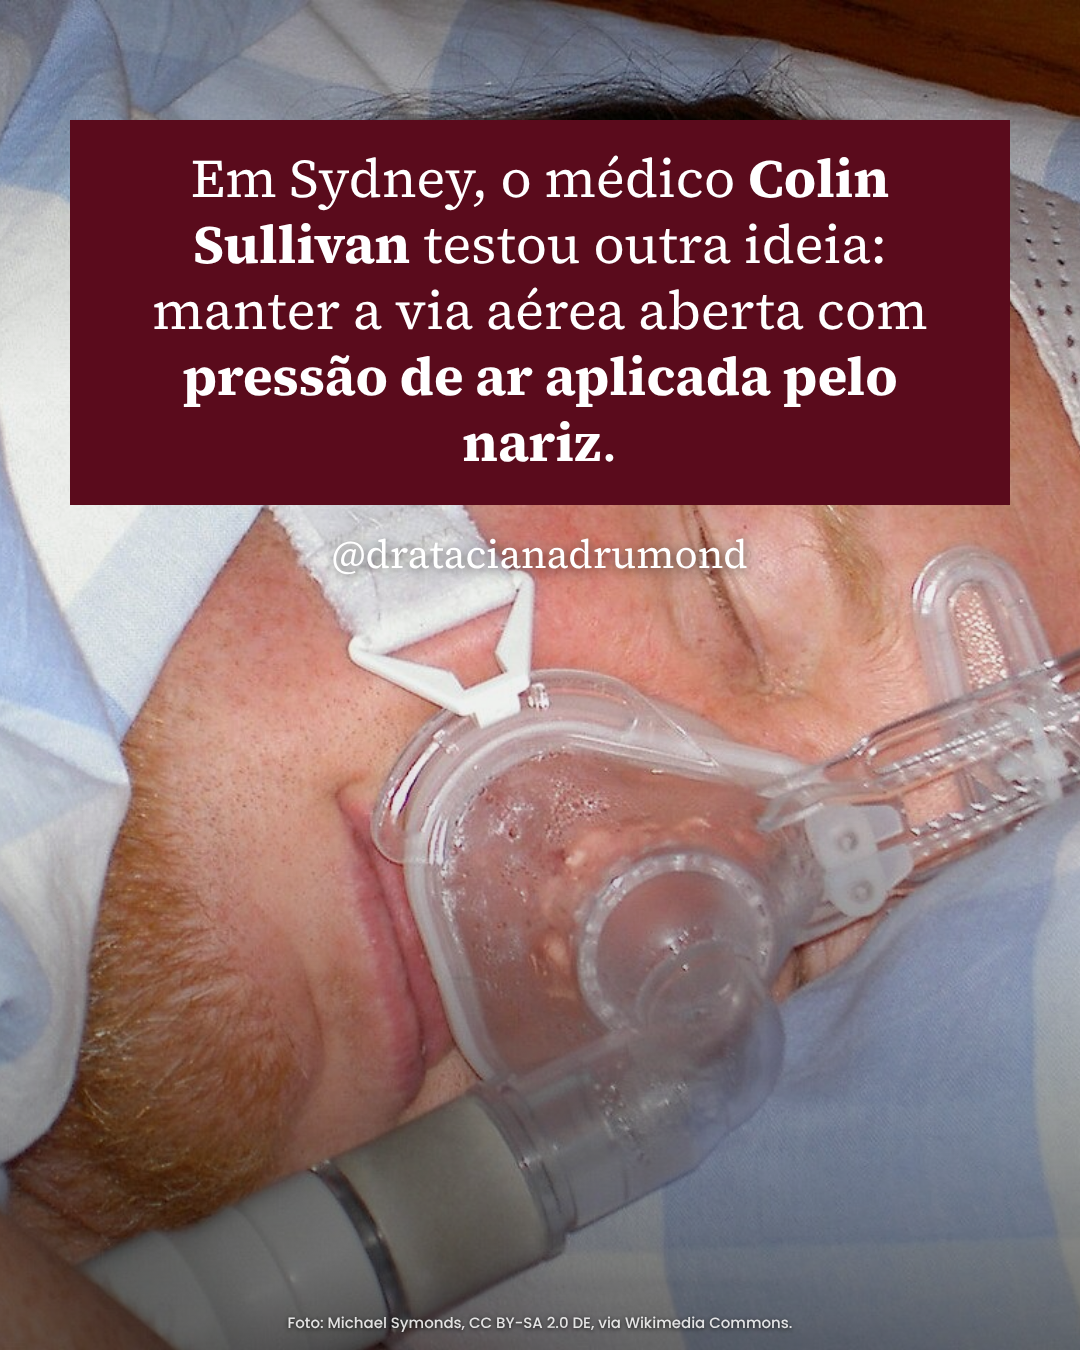 Em Sydney, o médico Colin
Sullivan testou outra ideia:
manter a via aérea aberta com
pressão de ar aplicada pelo
nariz.
@dratacianadrumond
Foto: Michael Symonds, CC BY-SA 2.0 DE, via Wikimedia Commons.